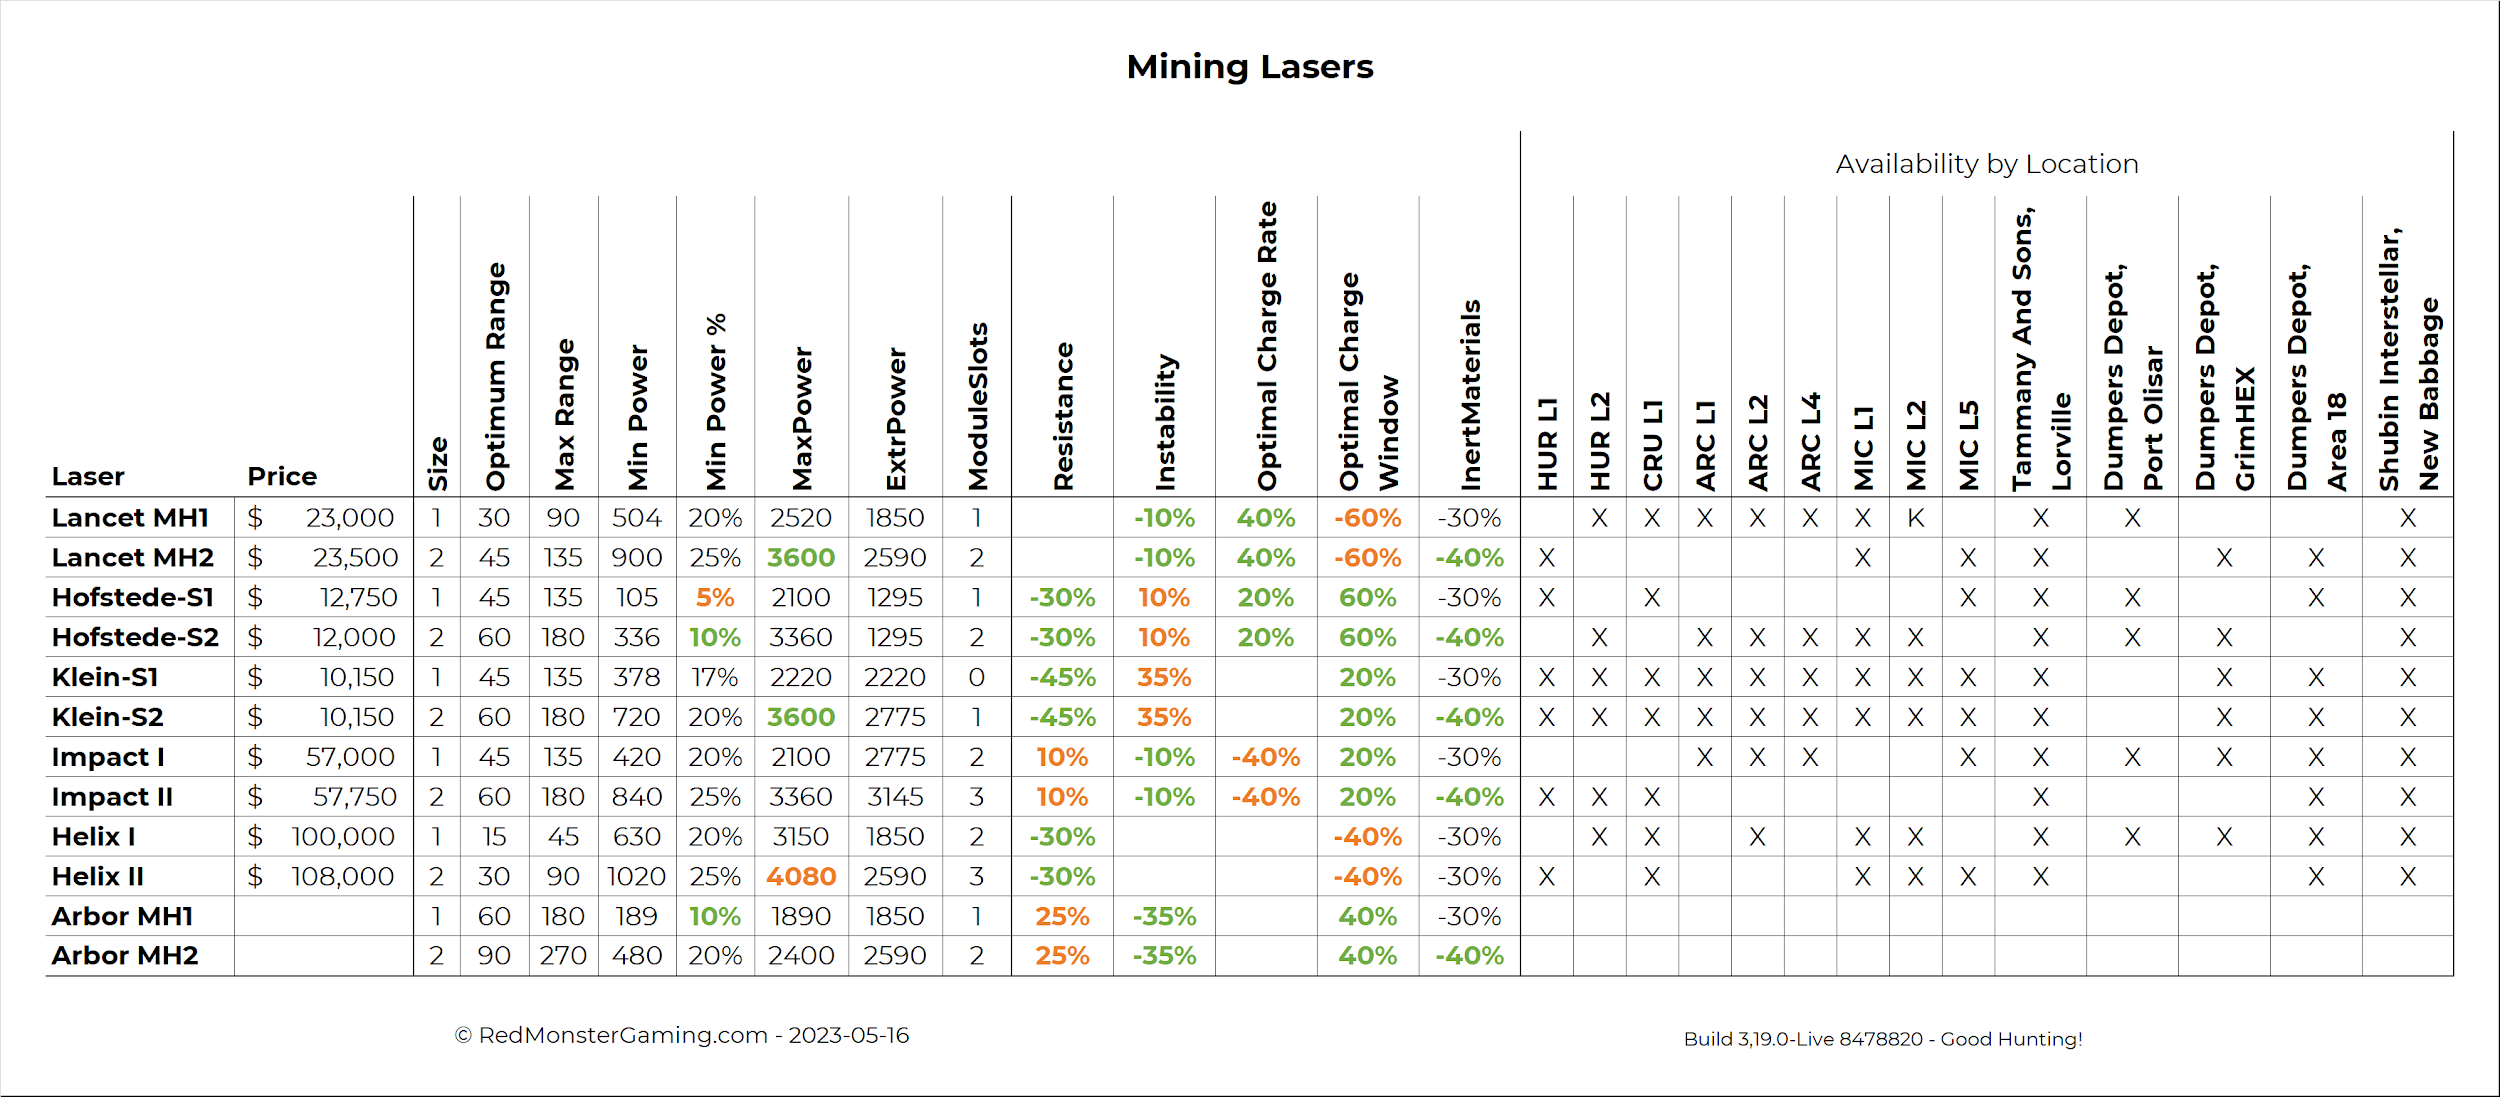 Mining Lasers
Availability by Location
Laser Price Size Optimum Range Max Range Min Power Min Power % MaxPower ExtrPower ModuleSlots Resistance Instability Optimal Charge Rate Optimal Charge Window InertMaterials HUR L1 HUR L2 CRU L1 ARC L1 ARC L2 ARC L4 MIC L1 MIC L2 MIC L5 Tammany And Sons, Lorville Dumpers Depot, Port Olisar Dumpers Depot, GrimHEX Dumpers Depot, Area 18 Shubin Interstellar, New Babbage
Lancet MH1 $ 23,000 1 30 90 504 20% 2520 1850 1 -10% 40% -60% -30% X X X X X X K X X X
Lancet MH2 $ 23,500 2 45 135 900 25% 3600 2590 2 -10% 40% -60% -40% X X X X X X X
Hofstede-S1 $ 12,750 1 45 135 105 5% 2100 1295 1 -30% 10% 20% 60% -30% X X X X X X X
Hofstede-S2 $ 12,000 2 60 180 336 10% 3360 1295 2 -30% 10% 20% 60% -40% X X X X X X X X X X
Klein-S1 $ 10,150 1 45 135 378 17% 2220 2220 0 -45% 35% 20% -30% X X X X X X X X X X X X X
Klein-S2 $ 10,150 2 60 180 720 20% 3600 2775 1 -45% 35% 20% -40% X X X X X X X X X X X X X
Impact I $ 57,000 1 45 135 420 20% 2100 2775 2 10% -10% -40% 20% -30% X X X X X X X X X
Impact II $ 57,750 2 60 180 840 25% 3360 3145 3 10% -10% -40% 20% -40% X X X X X X
Helix I $ 100,000 1 15 45 630 20% 3150 1850 2 -30% -40% -30% X X X X X X X X X X
Helix II $ 108,000 2 30 90 1020 25% 4080 2590 3 -30% -40% -30% X X X X X X X X
Arbor MH1 1 60 180 189 10% 1890 1850 1 25% -35% 40% -30%
Arbor MH2 2 90 270 480 20% 2400 2590 2 25% -35% 40% -40%
© RedMonsterGaming.com - 2023-05-16
Build 3,19.0-Live 8478820 - Good Hunting!